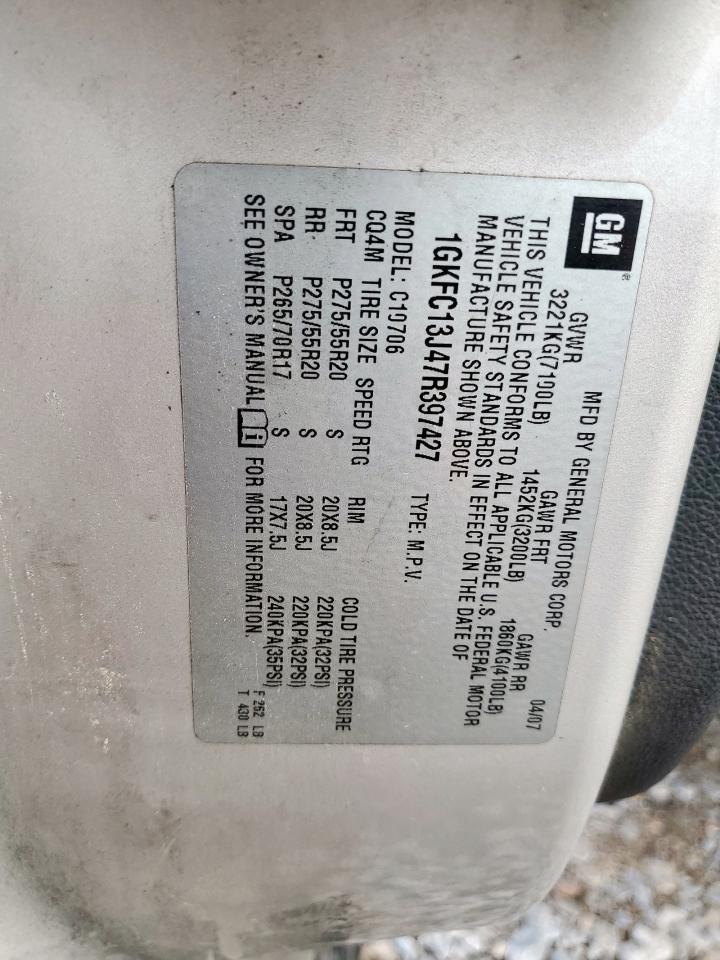 GM ®
MFD BY GENERAL MOTORS CORP. 04/07
GVWR GAWR FRT GAWR RR
3221KG(7100LB) 1452KG(3200LB) 1860KG(4100LB)
THIS VEHICLE CONFORMS TO ALL APPLICABLE U.S. FEDERAL MOTOR
VEHICLE SAFETY STANDARDS IN EFFECT ON THE DATE OF
MANUFACTURE SHOWN ABOVE.
1GKFC13J47R397427 TYPE: M.P.V.
MODEL: C10706
CQ4M TIRE SIZE SPEED RTG RIM COLD TIRE PRESSURE
FRT P275/55R20 S 20X8.5J 220KPA(32PSI)
RR P275/55R20 S 20X8.5J 220KPA(32PSI)
SPA P265/70R17 S 17X7.5J 240KPA(35PSI)
SEE OWNER'S MANUAL i FOR MORE INFORMATION.
F 262 LB
T 430 LB